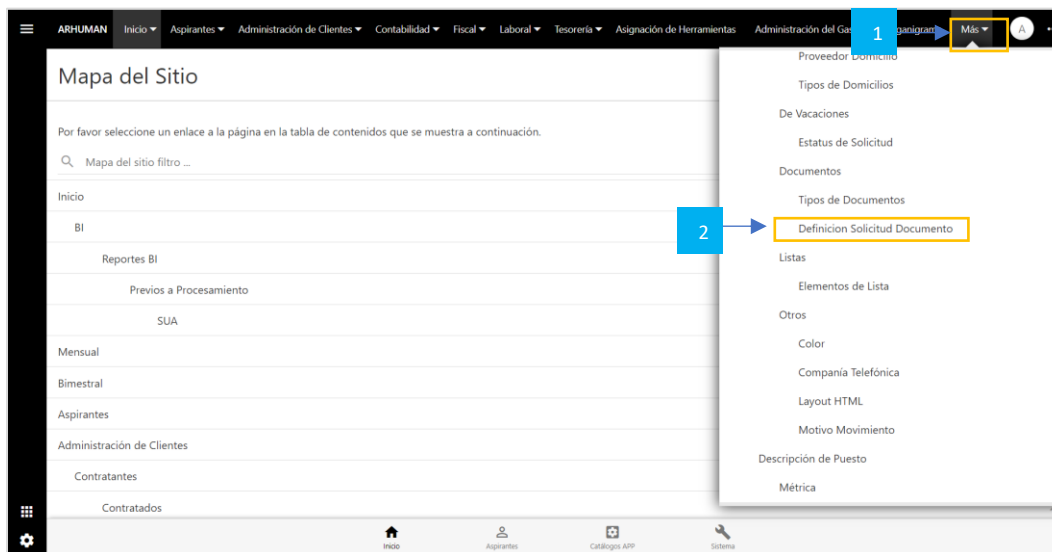 ARHUMAN Inicio Aspirantes Administración de Clientes Contabilidad Fiscal Laboral Tesorería Asignación de Herramientas Administración del Gas ganigram Más A
1
Mapa del Sitio
Por favor seleccione un enlace a la página en la tabla de contenidos que se muestra a continuación.
Mapa del sitio filtro ...
Inicio
BI
Reportes BI
Previos a Procesamiento
SUA
Mensual
Bimestral
Aspirantes
Administración de Clientes
Contratantes
Contratados
Proveedor Domicilio
Tipos de Domicilios
De Vacaciones
Estatus de Solicitud
Documentos
Tipos de Documentos
2
Definicion Solicitud Documento
Listas
Elementos de Lista
Otros
Color
Companía Telefónica
Layout HTML
Motivo Movimiento
Descripción de Puesto
Métrica
Inicio Aspirantes Catálogos APP Sistema